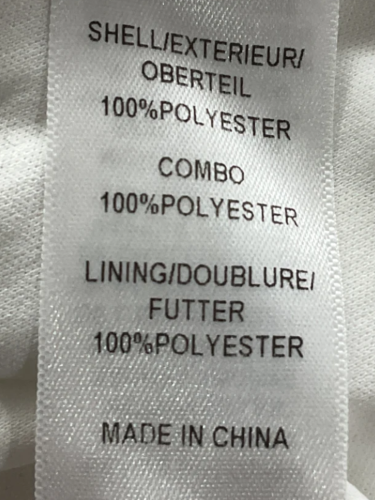 SHELL/EXTERIEUR/
OBERTEIL
100%POLYESTER
COMBO
100%POLYESTER
LINING/DOUBLURE/
FUTTER
100%POLYESTER
MADE IN CHINA